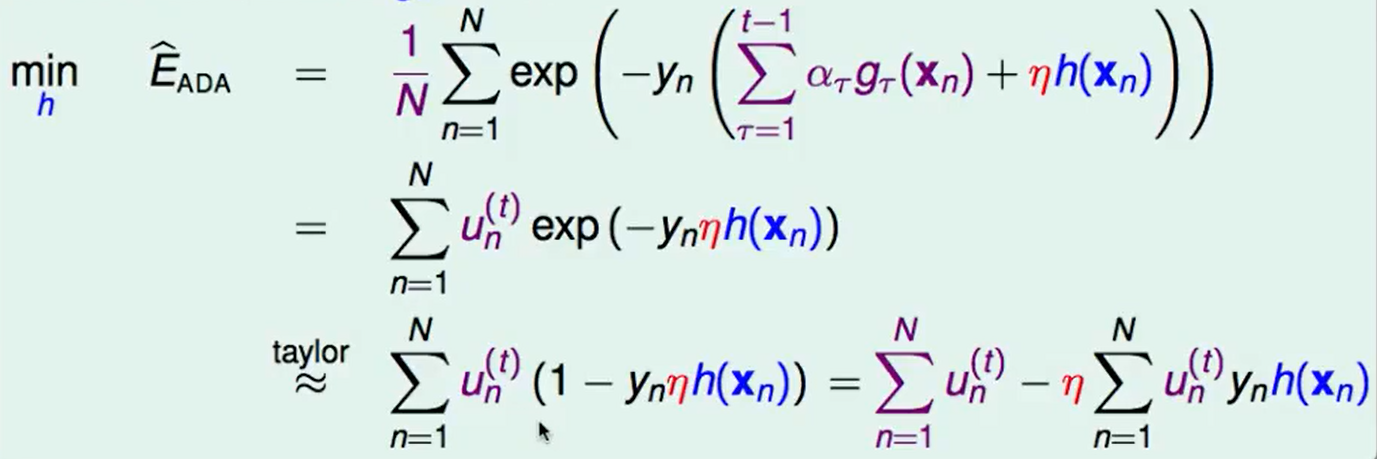 min_h Ê_ADA = 1/N ∑_{n=1}^{N} exp ( −y_n ( ∑_{τ=1}^{t−1} α_τ g_τ(𝐱_n) + ηh(𝐱_n) ) )
= ∑_{n=1}^{N} u_n^{(t)} exp (−y_n ηh(𝐱_n))
taylor ≈ ∑_{n=1}^{N} u_n^{(t)} (1 − y_n ηh(𝐱_n)) = ∑_{n=1}^{N} u_n^{(t)} − η ∑_{n=1}^{N} u_n^{(t)} y_n h(𝐱_n)